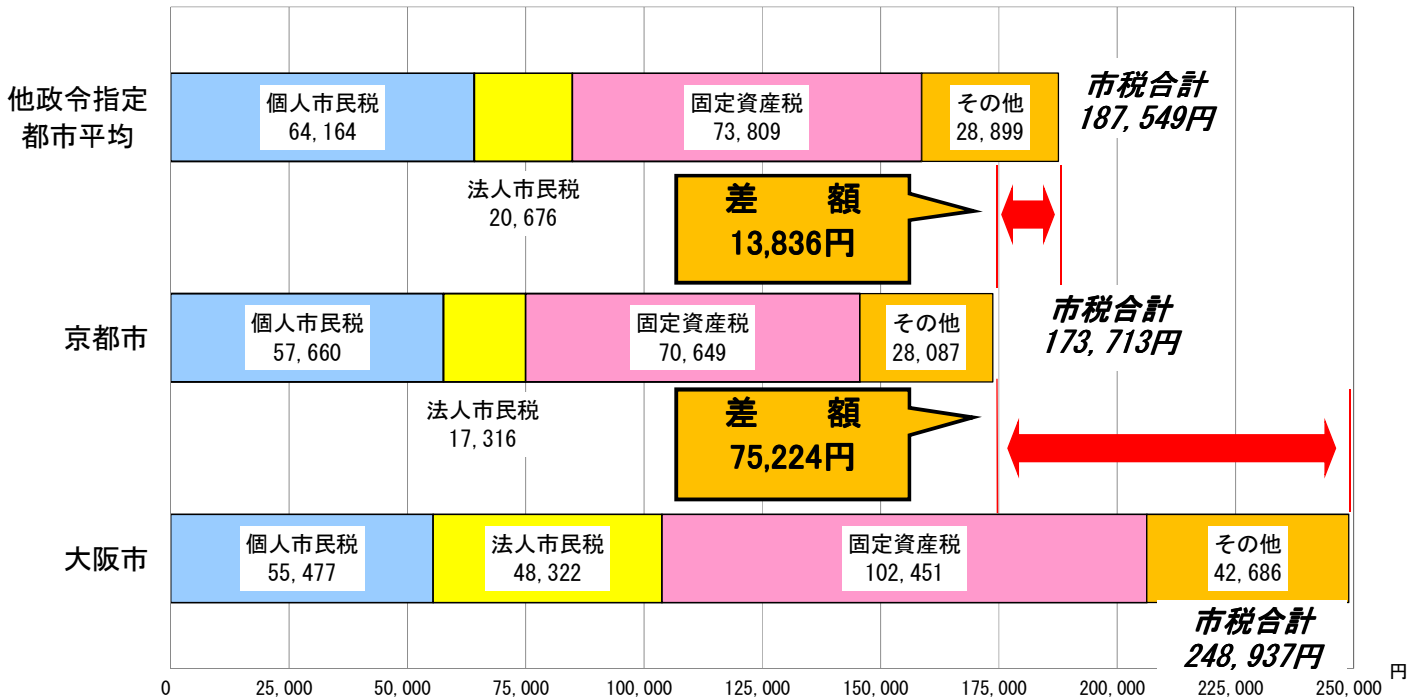 他政令指定
都市平均
個人市民税
64,164
固定資産税
73,809
その他
28,899
市税合計
187,549円
法人市民税
20,676
差　額
13,836円
京都市
個人市民税
57,660
固定資産税
70,649
その他
28,087
市税合計
173,713円
法人市民税
17,316
差　額
75,224円
大阪市
個人市民税
55,477
法人市民税
48,322
固定資産税
102,451
その他
42,686
市税合計
248,937円
0 25,000 50,000 75,000 100,000 125,000 150,000 175,000 200,000 225,000 250,000 円